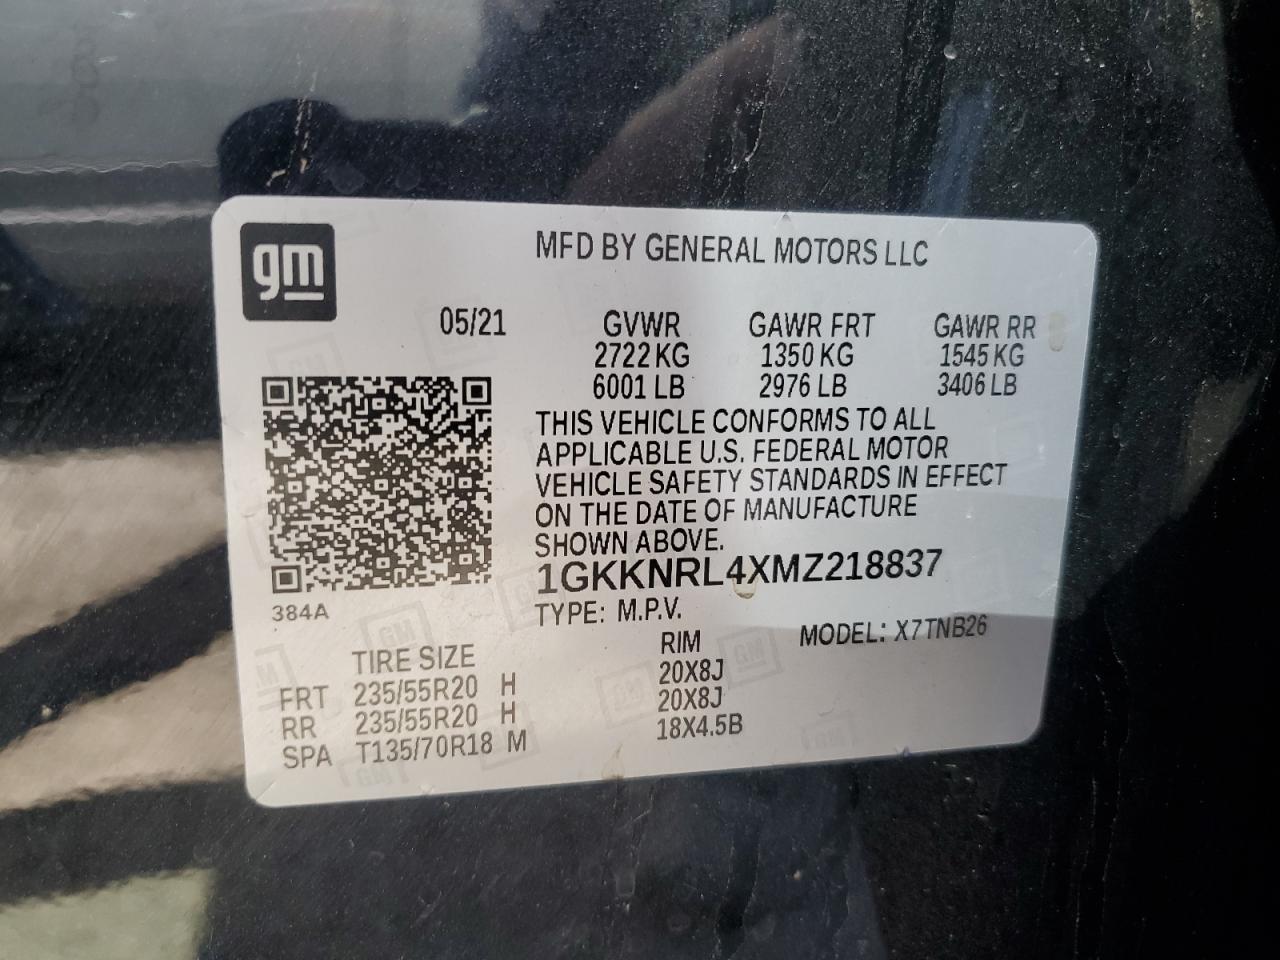 gm
MFD BY GENERAL MOTORS LLC
05/21 GVWR GAWR FRT GAWR RR
2722 KG 1350 KG 1545 KG
6001 LB 2976 LB 3406 LB
THIS VEHICLE CONFORMS TO ALL
APPLICABLE U.S. FEDERAL MOTOR
VEHICLE SAFETY STANDARDS IN EFFECT
ON THE DATE OF MANUFACTURE
SHOWN ABOVE.
1GKKNRL4XMZ218837
384A
TYPE: M.P.V. MODEL: X7TNB26
TIRE SIZE RIM
FRT 235/55R20 H 20X8J
RR 235/55R20 H 20X8J
SPA T135/70R18 M 18X4.5B